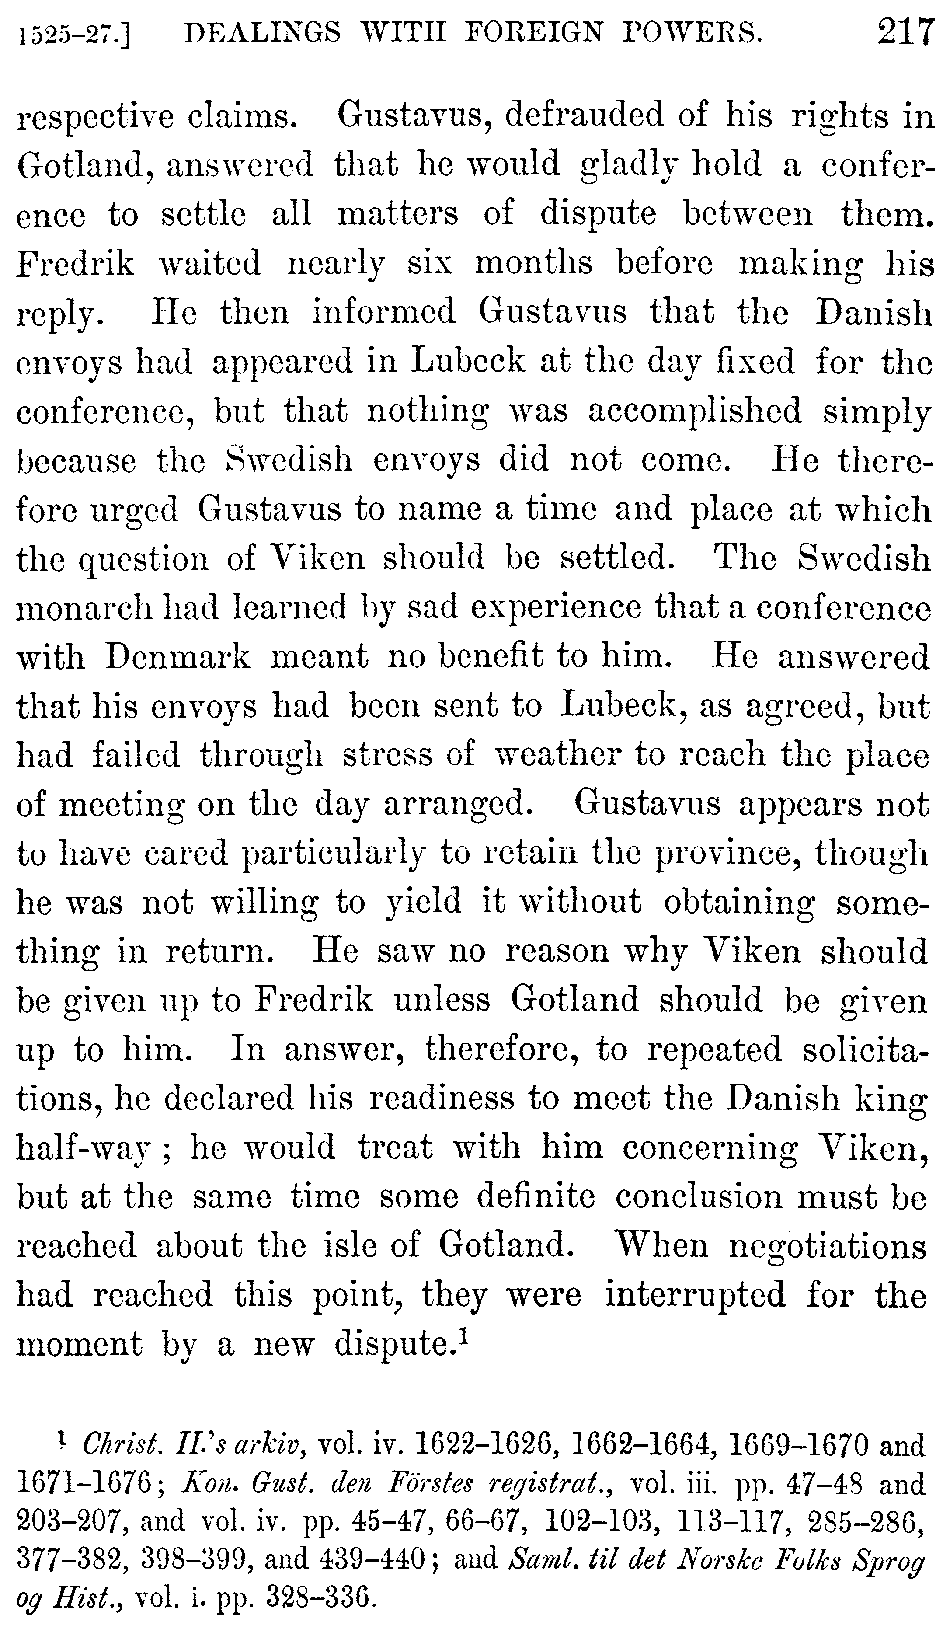 1525–27.] DEALINGS WITH FOREIGN POWERS. 217
respective claims. Gustavus, defrauded of his rights in
Gotland, answered that he would gladly hold a confer-
ence to settle all matters of dispute between them.
Fredrik waited nearly six months before making his
reply. He then informed Gustavus that the Danish
envoys had appeared in Lubeck at the day fixed for the
conference, but that nothing was accomplished simply
because the Swedish envoys did not come. He there-
fore urged Gustavus to name a time and place at which
the question of Viken should be settled. The Swedish
monarch had learned by sad experience that a conference
with Denmark meant no benefit to him. He answered
that his envoys had been sent to Lubeck, as agreed, but
had failed through stress of weather to reach the place
of meeting on the day arranged. Gustavus appears not
to have cared particularly to retain the province, though
he was not willing to yield it without obtaining some-
thing in return. He saw no reason why Viken should
be given up to Fredrik unless Gotland should be given
up to him. In answer, therefore, to repeated solicita-
tions, he declared his readiness to meet the Danish king
half-way; he would treat with him concerning Viken,
but at the same time some definite conclusion must be
reached about the isle of Gotland. When negotiations
had reached this point, they were interrupted for the
moment by a new dispute.¹
¹ Christ. II.'s arkiv, vol. iv. 1622–1626, 1662–1664, 1669–1670 and
1671–1676; Kon. Gust. den Förstes registrat., vol. iii. pp. 47–48 and
203–207, and vol. iv. pp. 45–47, 66–67, 102–103, 113–117, 285–286,
377–382, 398–399, and 439–440; and Saml. til det Norske Folks Sprog
og Hist., vol. i. pp. 328–336.